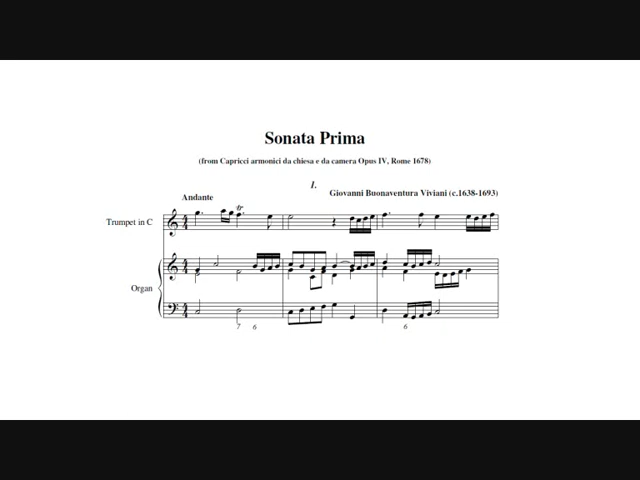 Sonata Prima
(from Capricci armonici da chiesa e da camera Opus IV, Rome 1678)
I.
Giovanni Buonaventura Viviani (c.1638-1693)
Andante
Trumpet in C
Organ
7 6 6